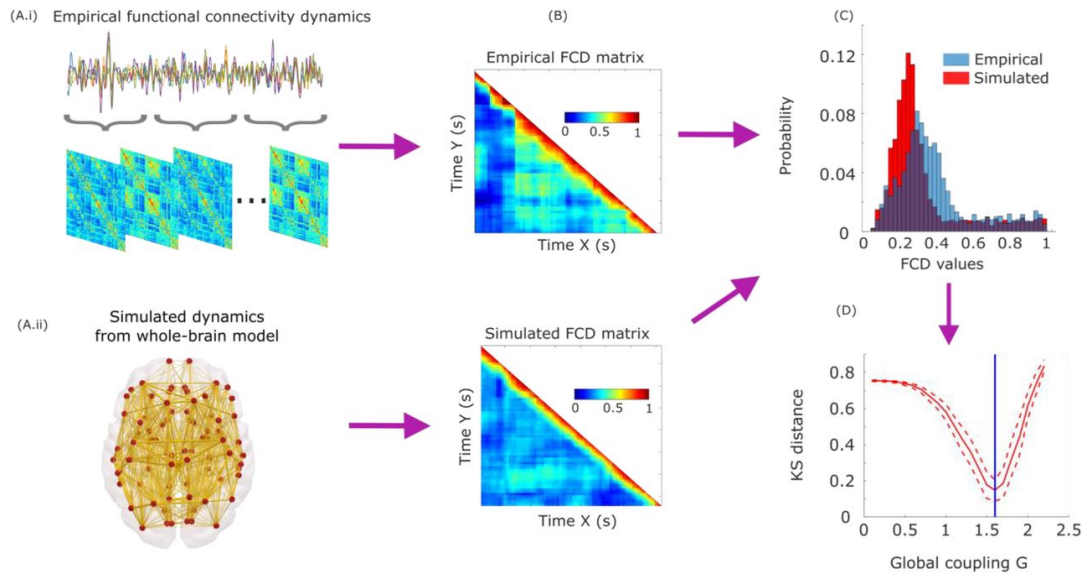 (A.i) Empirical functional connectivity dynamics
(B)
Empirical FCD matrix
0 0.5 1
Time Y (s)
Time X (s)
(C)
0.12
0.08
0.04
0
Probability
Empirical
Simulated
0 0.2 0.4 0.6 0.8 1
FCD values
(A.ii)
Simulated dynamics
from whole-brain model
Simulated FCD matrix
0 0.5 1
Time Y (s)
Time X (s)
(D)
0.8
0.6
0.4
0.2
0
KS distance
0 0.5 1 1.5 2 2.5
Global coupling G